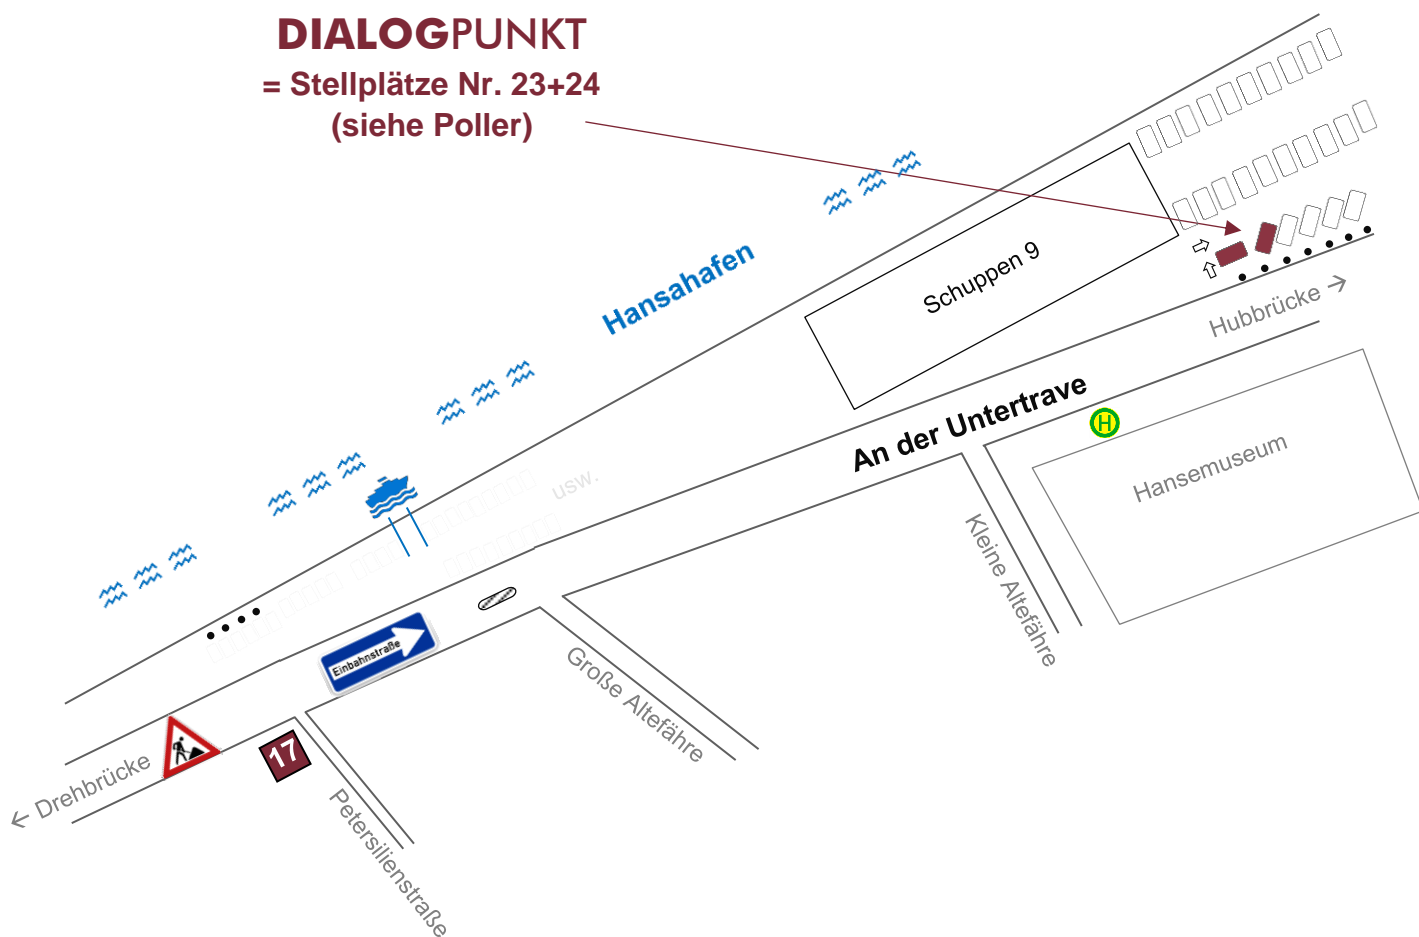 DIALOGPUNKT
= Stellplätze Nr. 23+24
(siehe Poller)
Hansahafen
Schuppen 9
Hubbrücke →
An der Untertrave
H
Hansemuseum
usw.
Kleine Altefähre
Einbahnstraße
Große Altefähre
17
← Drehbrücke
Petersilienstraße